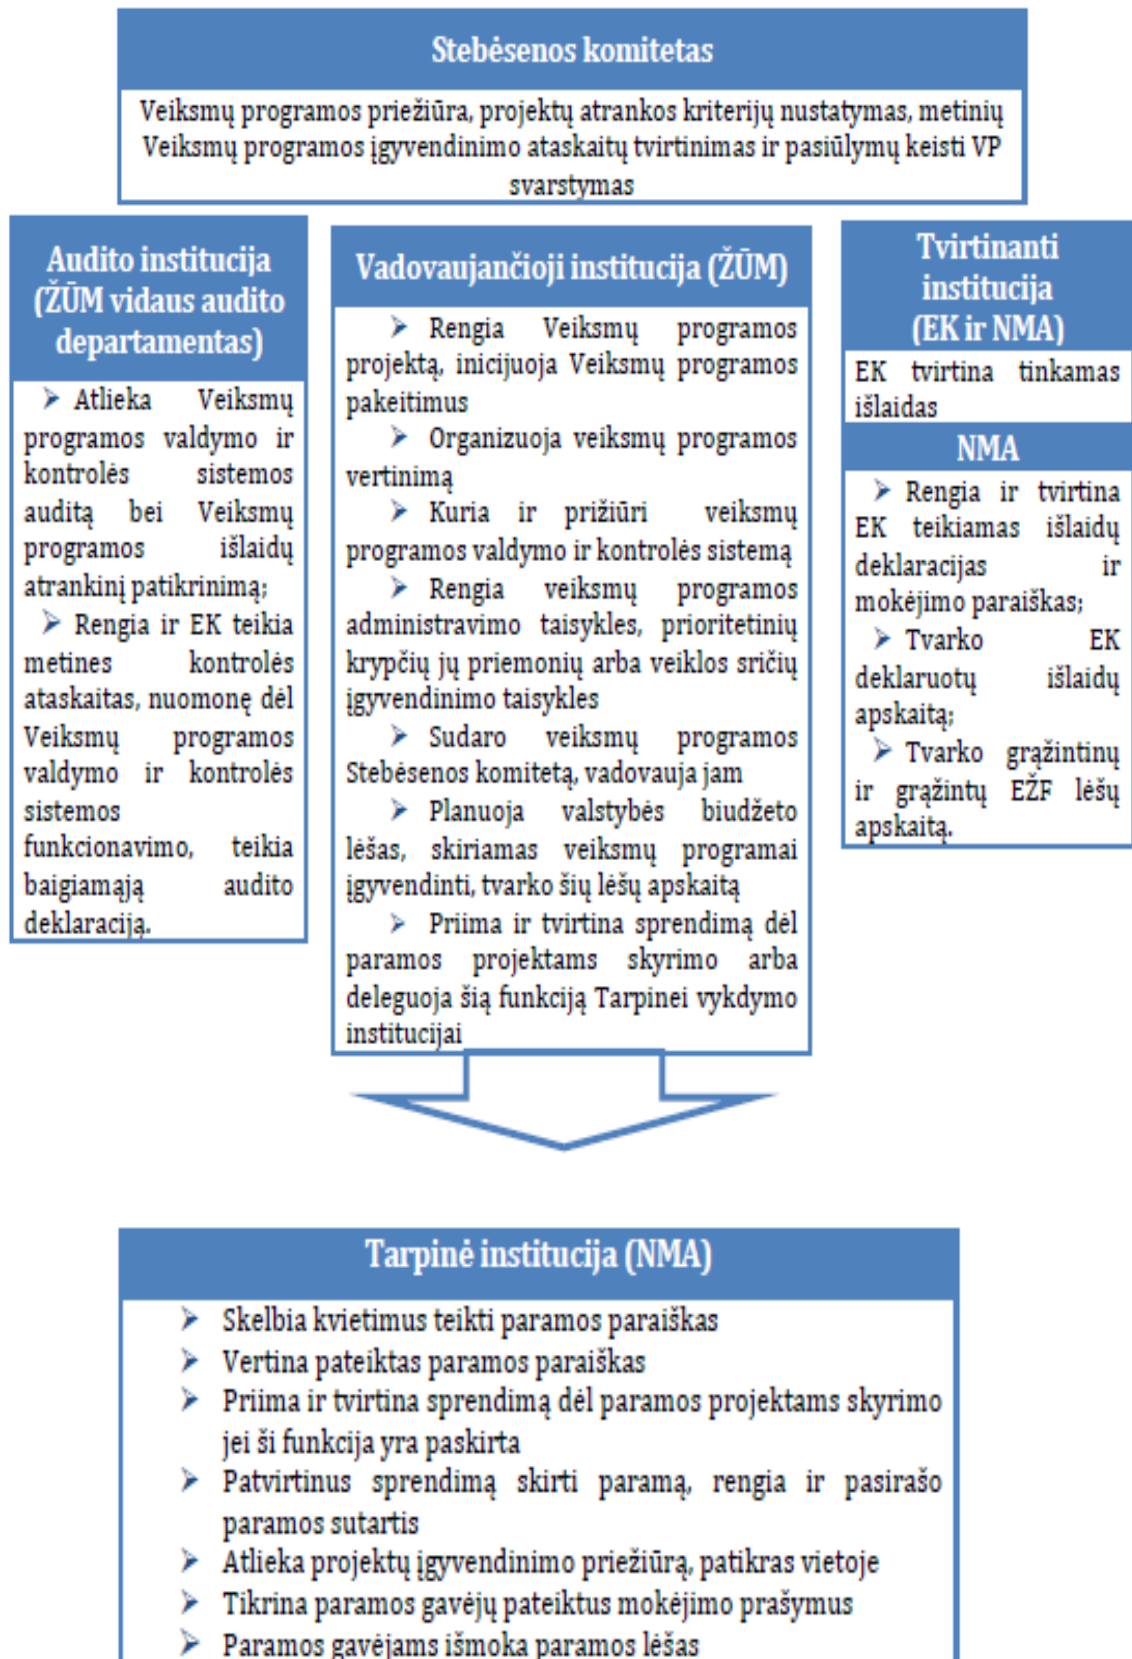 Stebėsenos komitetas
Veiksmų programos priežiūra, projektų atrankos kriterijų nustatymas, metinių
Veiksmų programos įgyvendinimo ataskaitų tvirtinimas ir pasiūlymų keisti VP
svarstymas
Audito institucija
(ŽŪM vidaus audito
departamentas)
➢ Atlieka Veiksmų
programos valdymo ir
kontrolės sistemos
auditą bei Veiksmų
programos išlaidų
atrankinį patikrinimą;
➢ Rengia ir EK teikia
metines kontrolės
ataskaitas, nuomonę dėl
Veiksmų programos
valdymo ir kontrolės
sistemos
funkcionavimo, teikia
baigiamąją audito
deklaraciją.
Vadovaujančioji institucija (ŽŪM)
➢ Rengia Veiksmų programos
projektą, inicijuoja Veiksmų programos
pakeitimus
➢ Organizuoja veiksmų programos
vertinimą
➢ Kuria ir prižiūri veiksmų
programos valdymo ir kontrolės sistemą
➢ Rengia veiksmų programos
administravimo taisykles, prioritetinių
krypčių jų priemonių arba veiklos sričių
įgyvendinimo taisykles
➢ Sudaro veiksmų programos
Stebėsenos komitetą, vadovauja jam
➢ Planuoja valstybės biudžeto
lėšas, skiriamas veiksmų programai
įgyvendinti, tvarko šių lėšų apskaitą
➢ Priima ir tvirtina sprendimą dėl
paramos projektams skyrimo arba
deleguoja šią funkciją Tarpinei vykdymo
institucijai
Tvirtinanti
institucija
(EK ir NMA)
EK tvirtina tinkamas
išlaidas
NMA
➢ Rengia ir tvirtina
EK teikiamas išlaidų
deklaracijas ir
mokėjimo paraiškas;
➢ Tvarko EK
deklaruotų išlaidų
apskaitą;
➢ Tvarko grąžintinų
ir grąžintų EŽF lėšų
apskaitą.
Tarpinė institucija (NMA)
➢ Skelbia kvietimus teikti paramos paraiškas
➢ Vertina pateiktas paramos paraiškas
➢ Priima ir tvirtina sprendimą dėl paramos projektams skyrimo
jei ši funkcija yra paskirta
➢ Patvirtinus sprendimą skirti paramą, rengia ir pasirašo
paramos sutartis
➢ Atlieka projektų įgyvendinimo priežiūrą, patikras vietoje
➢ Tikrina paramos gavėjų pateiktus mokėjimo prašymus
➢ Paramos gavėjams išmoka paramos lėšas